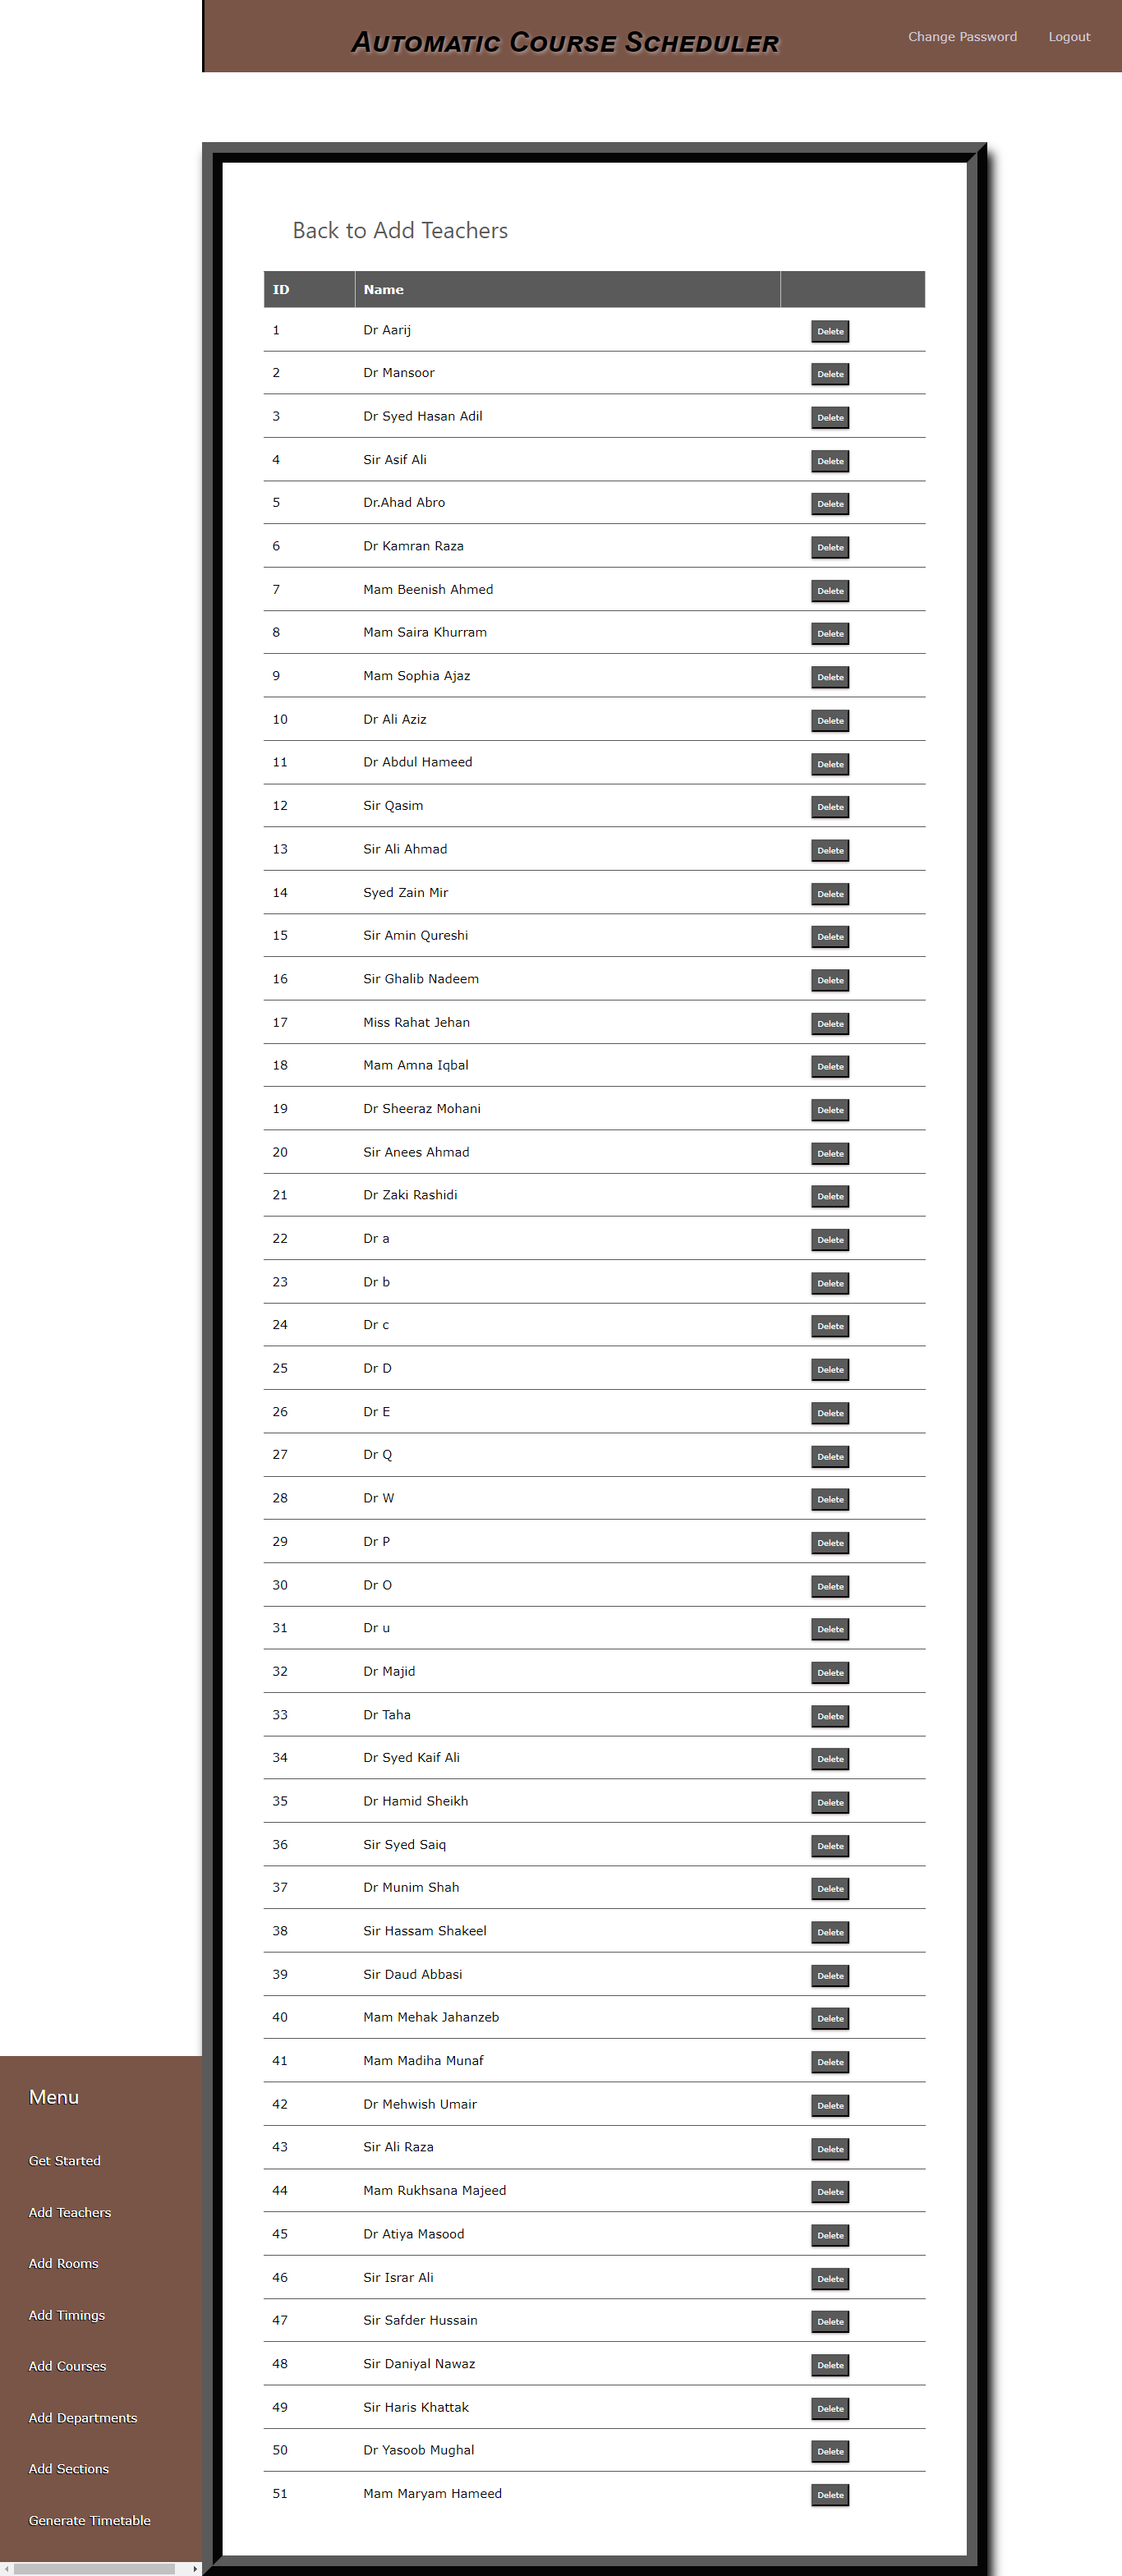 Automatic Course Scheduler
Change Password Logout
Back to Add Teachers
ID Name
1 Dr Aarij Delete
2 Dr Mansoor Delete
3 Dr Syed Hasan Adil Delete
4 Sir Asif Ali Delete
5 Dr.Ahad Abro Delete
6 Dr Kamran Raza Delete
7 Mam Beenish Ahmed Delete
8 Mam Saira Khurram Delete
9 Mam Sophia Ajaz Delete
10 Dr Ali Aziz Delete
11 Dr Abdul Hameed Delete
12 Sir Qasim Delete
13 Sir Ali Ahmad Delete
14 Syed Zain Mir Delete
15 Sir Amin Qureshi Delete
16 Sir Ghalib Nadeem Delete
17 Miss Rahat Jehan Delete
18 Mam Amna Iqbal Delete
19 Dr Sheeraz Mohani Delete
20 Sir Anees Ahmad Delete
21 Dr Zaki Rashidi Delete
22 Dr a Delete
23 Dr b Delete
24 Dr c Delete
25 Dr D Delete
26 Dr E Delete
27 Dr Q Delete
28 Dr W Delete
29 Dr P Delete
30 Dr O Delete
31 Dr u Delete
32 Dr Majid Delete
33 Dr Taha Delete
34 Dr Syed Kaif Ali Delete
35 Dr Hamid Sheikh Delete
36 Sir Syed Saiq Delete
37 Dr Munim Shah Delete
38 Sir Hassam Shakeel Delete
39 Sir Daud Abbasi Delete
40 Mam Mehak Jahanzeb Delete
41 Mam Madiha Munaf Delete
42 Dr Mehwish Umair Delete
43 Sir Ali Raza Delete
44 Mam Rukhsana Majeed Delete
45 Dr Atiya Masood Delete
46 Sir Israr Ali Delete
47 Sir Safder Hussain Delete
48 Sir Daniyal Nawaz Delete
49 Sir Haris Khattak Delete
50 Dr Yasoob Mughal Delete
51 Mam Maryam Hameed Delete
Menu
Get Started
Add Teachers
Add Rooms
Add Timings
Add Courses
Add Departments
Add Sections
Generate Timetable